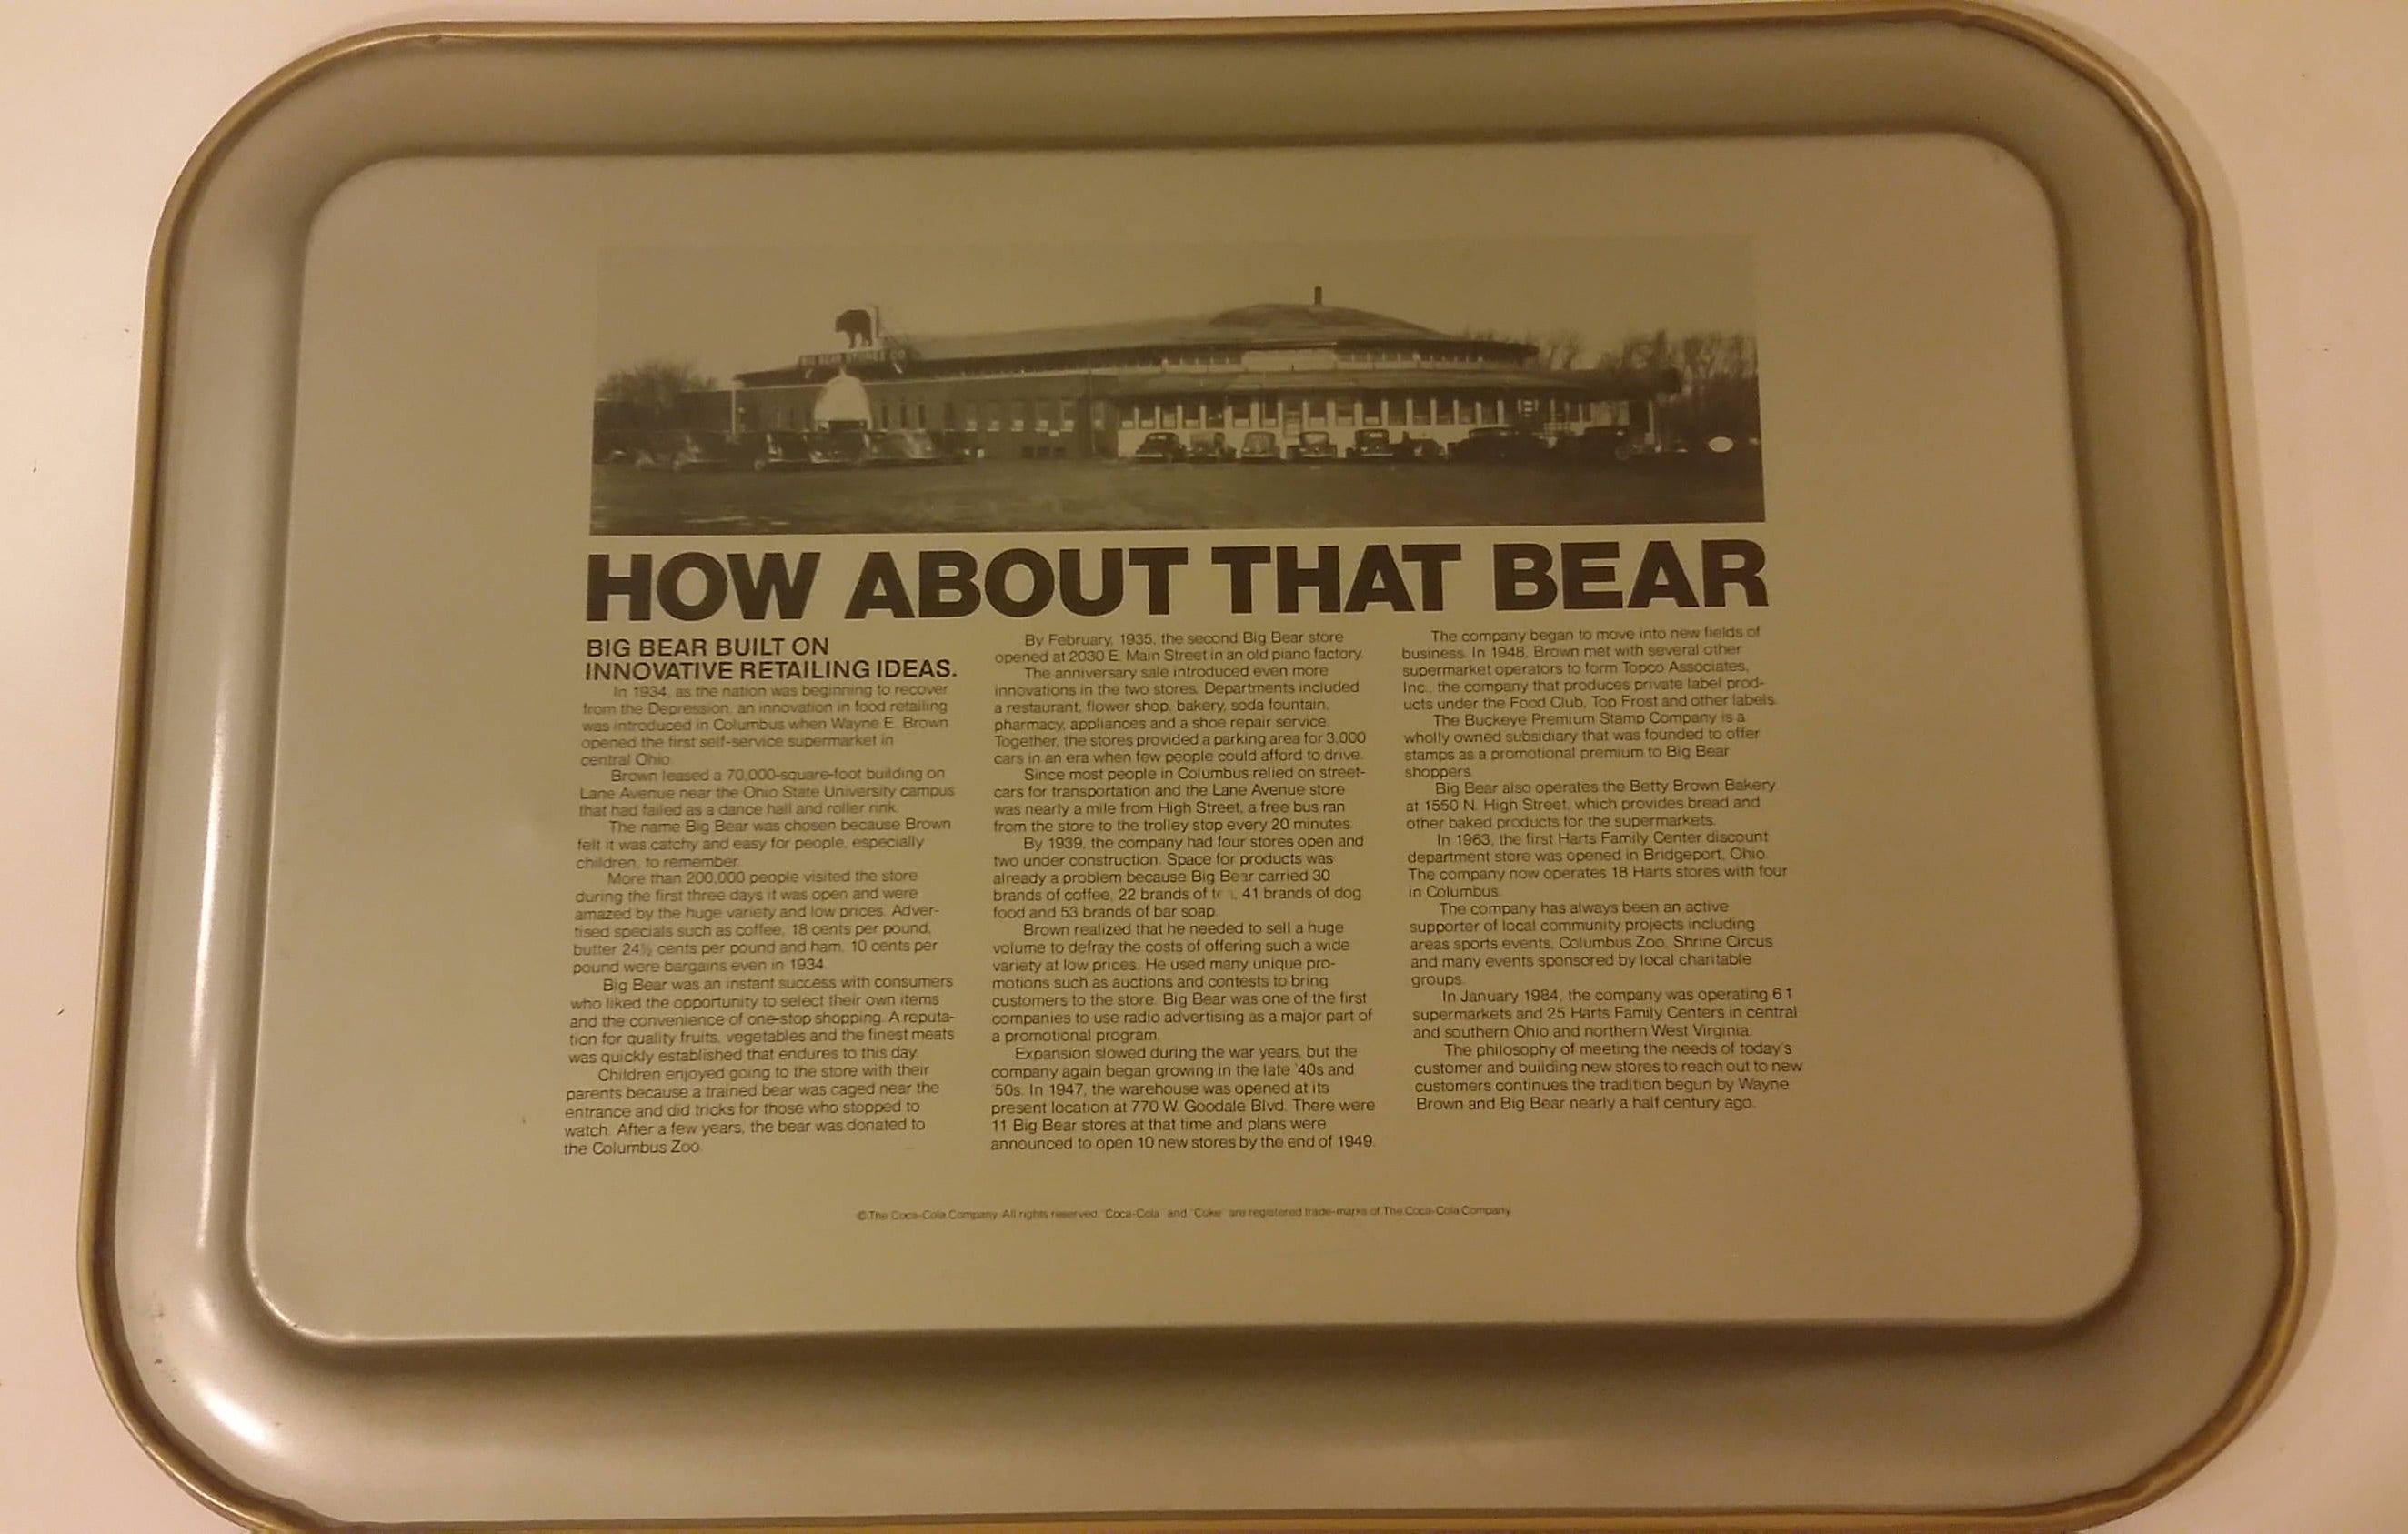 BIG BEAR STORES CO
HOW ABOUT THAT BEAR
BIG BEAR BUILT ON
INNOVATIVE RETAILING IDEAS.
In 1934, as the nation was beginning to recover
from the Depression, an innovation in food retailing
was introduced in Columbus when Wayne E. Brown
opened the first self-service supermarket in
central Ohio.
Brown leased a 70,000-square-foot building on
Lane Avenue near the Ohio State University campus
that had failed as a dance hall and roller rink.
The name Big Bear was chosen because Brown
felt it was catchy and easy for people, especially
children, to remember.
More than 200,000 people visited the store
during the first three days it was open and were
amazed by the huge variety and low prices. Adver-
tised specials such as coffee, 18 cents per pound,
butter 24½ cents per pound and ham, 10 cents per
pound were bargains even in 1934.
Big Bear was an instant success with consumers
who liked the opportunity to select their own items
and the convenience of one-stop shopping. A reputa-
tion for quality fruits, vegetables and the finest meats
was quickly established that endures to this day.
Children enjoyed going to the store with their
parents because a trained bear was caged near the
entrance and did tricks for those who stopped to
watch. After a few years, the bear was donated to
the Columbus Zoo.
By February, 1935, the second Big Bear store
opened at 2030 E. Main Street in an old piano factory.
The anniversary sale introduced even more
innovations in the two stores. Departments included
a restaurant, flower shop, bakery, soda fountain,
pharmacy, appliances and a shoe repair service.
Together, the stores provided a parking area for 3,000
cars in an era when few people could afford to drive.
Since most people in Columbus relied on street-
cars for transportation and the Lane Avenue store
was nearly a mile from High Street, a free bus ran
from the store to the trolley stop every 20 minutes.
By 1939, the company had four stores open and
two under construction. Space for products was
already a problem because Big Bear carried 30
brands of coffee, 22 brands of 41 brands of dog
food and 53 brands of bar soap.
Brown realized that he needed to sell a huge
volume to defray the costs of offering such a wide
variety at low prices. He used many unique pro-
motions such as auctions and contests to bring
customers to the store. Big Bear was one of the first
companies to use radio advertising as a major part of
a promotional program.
Expansion slowed during the war years, but the
company again began growing in the late '40s and
'50s. In 1947, the warehouse was opened at its
present location at 770 W. Goodale Blvd. There were
11 Big Bear stores at that time and plans were
announced to open 10 new stores by the end of 1949.
The company began to move into new fields of
business. In 1948, Brown met with several other
supermarket operators to form Topco Associates,
Inc., the company that produces private label prod-
ucts under the Food Club, Top Frost and other labels.
The Buckeye Premium Stamp Company is a
wholly owned subsidiary that was founded to offer
stamps as a promotional premium to Big Bear
shoppers.
Big Bear also operates the Betty Brown Bakery
at 1550 N. High Street, which provides bread and
other baked products for the supermarkets.
In 1963, the first Harts Family Center discount
department store was opened in Bridgeport, Ohio.
The company now operates 18 Harts stores with four
in Columbus.
The company has always been an active
supporter of local community projects including
areas sports events, Columbus Zoo, Shrine Circus
and many events sponsored by local charitable
groups.
In January 1984, the company was operating 61
supermarkets and 25 Harts Family Centers in central
and southern Ohio and northern West Virginia.
The philosophy of meeting the needs of today's
customer and building new stores to reach out to new
customers continues the tradition begun by Wayne
Brown and Big Bear nearly a half century ago.
© The Coca-Cola Company. All rights reserved. "Coca-Cola" and "Coke" are registered trade-marks of The Coca-Cola Company.